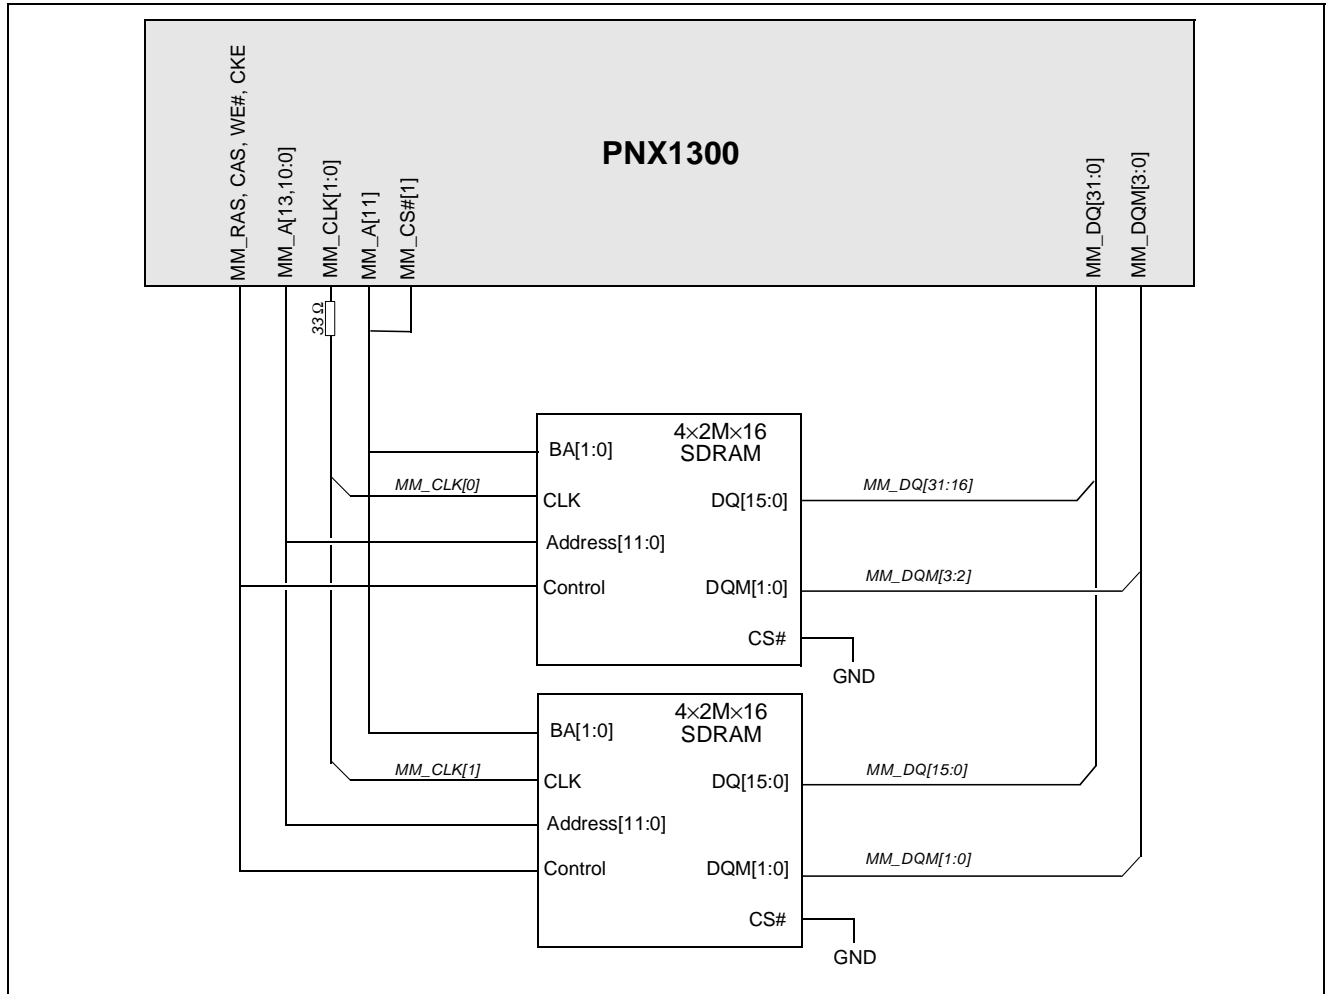 PNX1300
MM_RAS, CAS, WE#, CKE
MM_A[13,10:0]
MM_CLK[1:0]
MM_A[11]
MM_CS#[1]
MM_DQ[31:0]
MM_DQM[3:0]
33 Ω
4×2M×16
SDRAM
BA[1:0]
MM_CLK[0]
CLK
DQ[15:0]
MM_DQ[31:16]
Address[11:0]
Control
DQM[1:0]
MM_DQM[3:2]
CS#
GND
4×2M×16
SDRAM
BA[1:0]
MM_CLK[1]
CLK
DQ[15:0]
MM_DQ[15:0]
Address[11:0]
Control
DQM[1:0]
MM_DQM[1:0]
CS#
GND